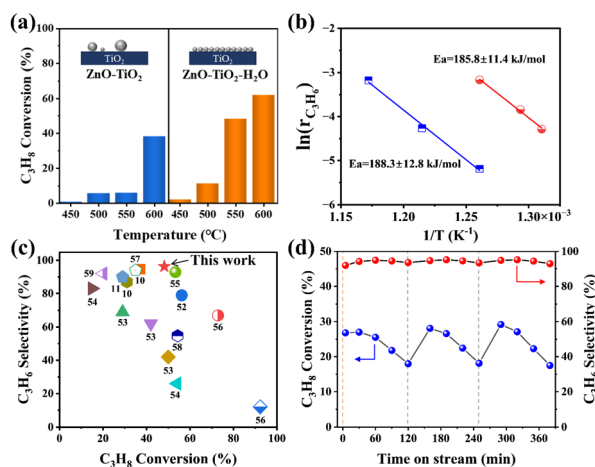 (a)
C3H8 Conversion (%)
100
80
60
40
20
0
TiO2
ZnO-TiO2
TiO2
ZnO-TiO2-H2O
450 500 550 600 450 500 550 600
Temperature (°C)
(b)
ln(rC3H6)
-2
-3
-4
-5
-6
Ea=185.8±11.4 kJ/mol
Ea=188.3±12.8 kJ/mol
1.15 1.20 1.25 1.30×10-3
1/T (K-1)
(c)
C3H6 Selectivity (%)
100
80
60
40
20
0
This work
57
59
10
55
11
10
54
52
53
53
56
58
53
54
56
0 20 40 60 80 100
C3H8 Conversion (%)
(d)
C3H8 Conversion (%)
50
40
30
20
10
0
100
80
60
40
20
0
C3H6 Selectivity (%)
0 60 120 180 240 300 360
Time on stream (min)